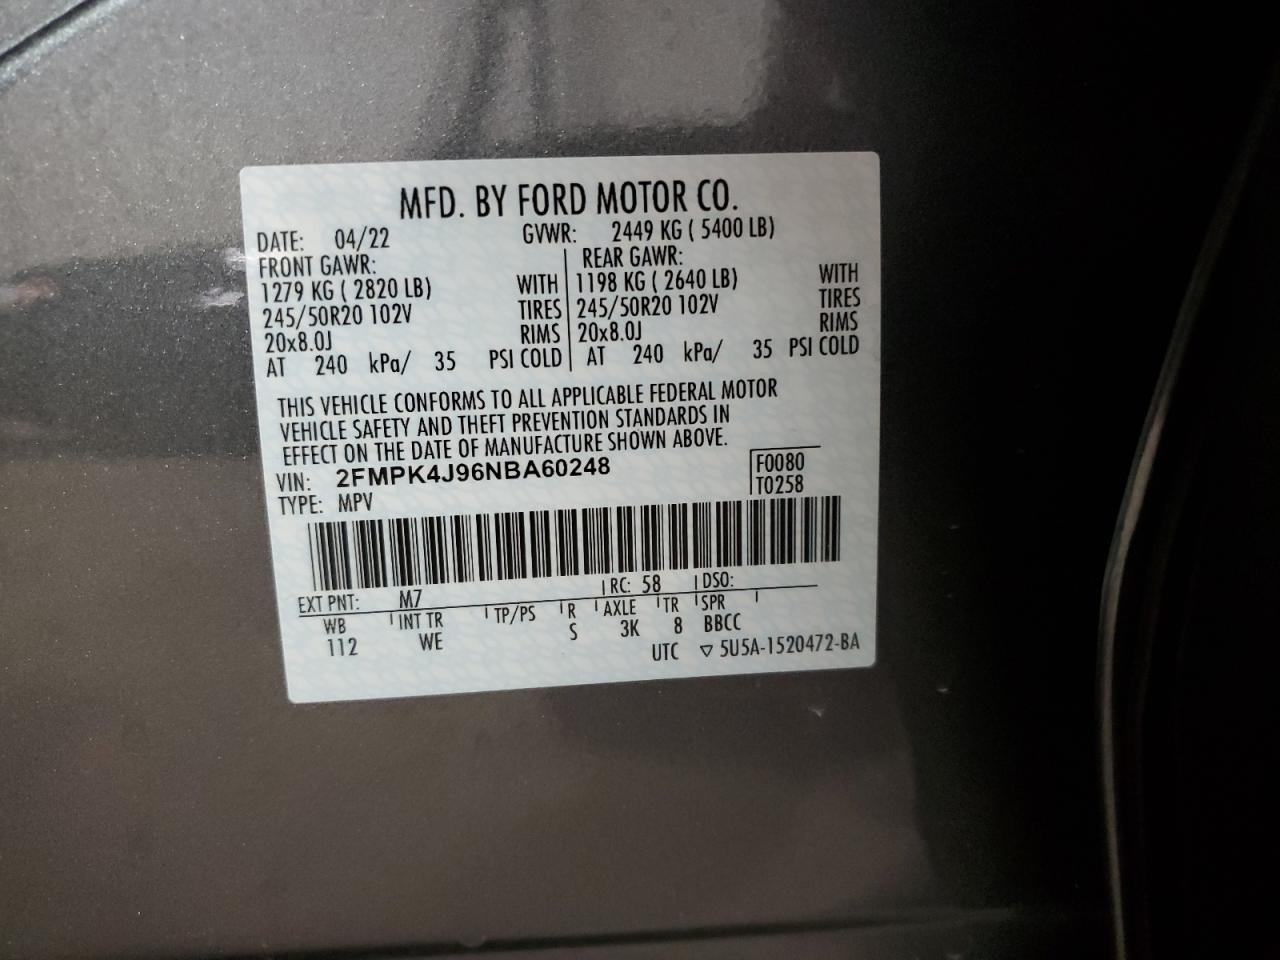 MFD. BY FORD MOTOR CO.
DATE: 04/22 GVWR: 2449 KG ( 5400 LB)
FRONT GAWR: REAR GAWR:
1279 KG ( 2820 LB) WITH 1198 KG ( 2640 LB) WITH
245/50R20 102V TIRES 245/50R20 102V TIRES
20x8.0J RIMS 20x8.0J RIMS
AT 240 kPa/ 35 PSI COLD AT 240 kPa/ 35 PSI COLD
THIS VEHICLE CONFORMS TO ALL APPLICABLE FEDERAL MOTOR
VEHICLE SAFETY AND THEFT PREVENTION STANDARDS IN
EFFECT ON THE DATE OF MANUFACTURE SHOWN ABOVE.
VIN: 2FMPK4J96NBA60248 F0080
TYPE: MPV T0258
EXT PNT: M7 RC: 58 DSO:
WB INT TR TP/PS R AXLE TR SPR
112 WE S 3K 8 BBCC
UTC ▽ 5U5A-1520472-BA